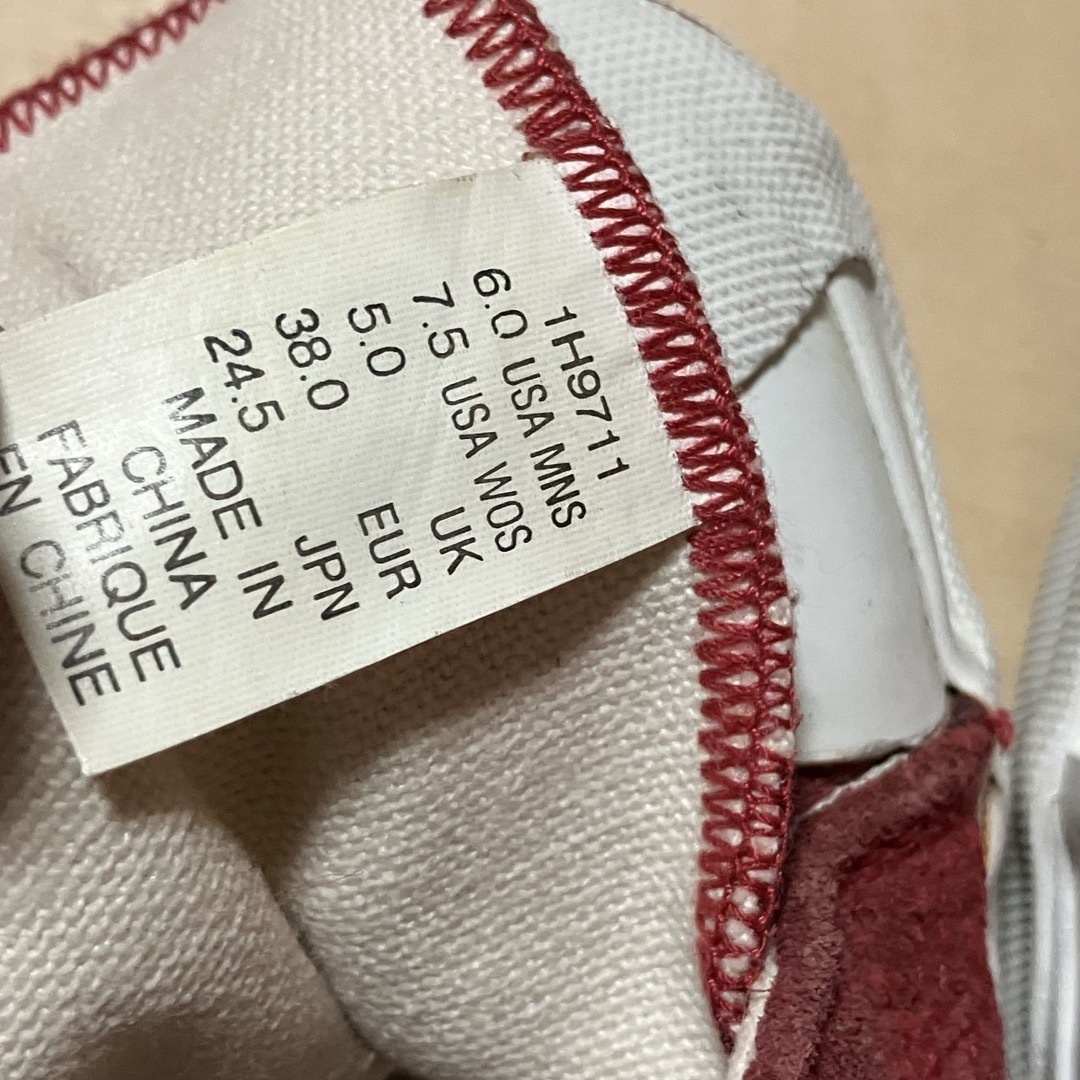 1H9711
6.0 USA MNS
7.5 USA WOS
5.0 UK
38.0 EUR
24.5 JPN
MADE IN
CHINA
FABRIQUE
EN CHINE